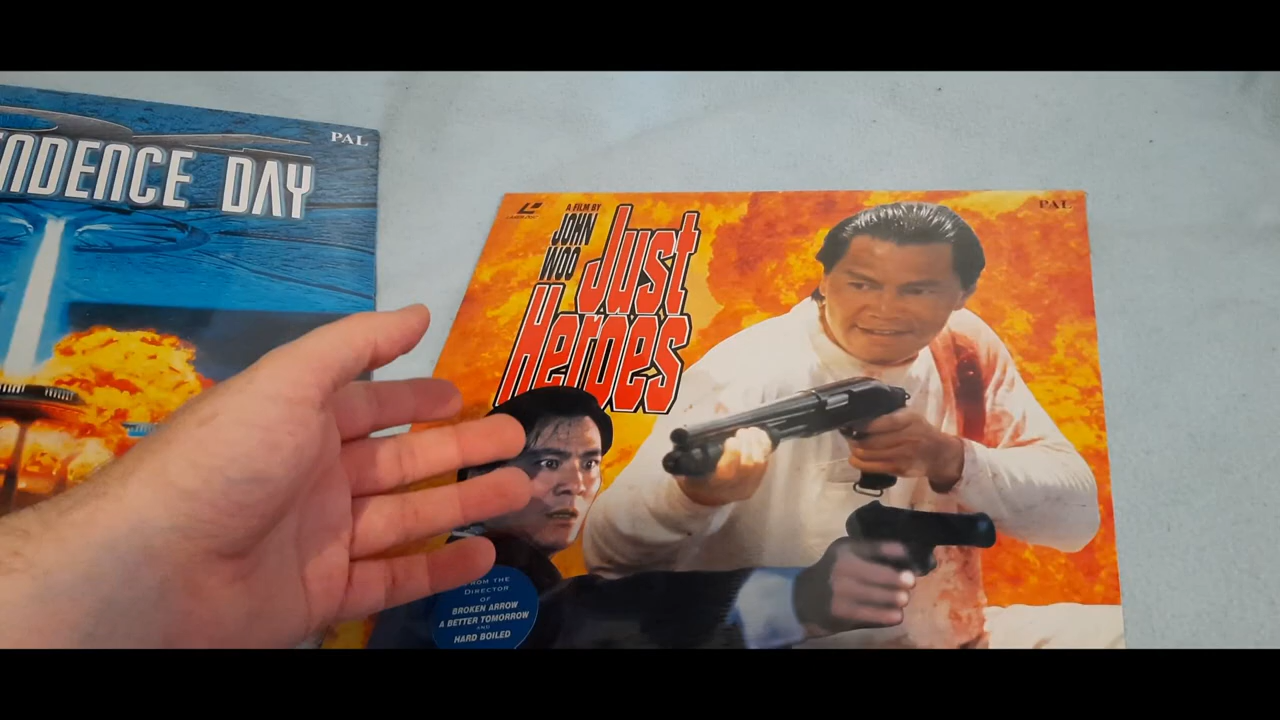 NDENCE DAY
PAL
A FILM BY
JOHN
WOO
Just
Heroes
PAL
FROM THE
DIRECTOR
OF
BROKEN ARROW
A BETTER TOMORROW
AND
HARD BOILED